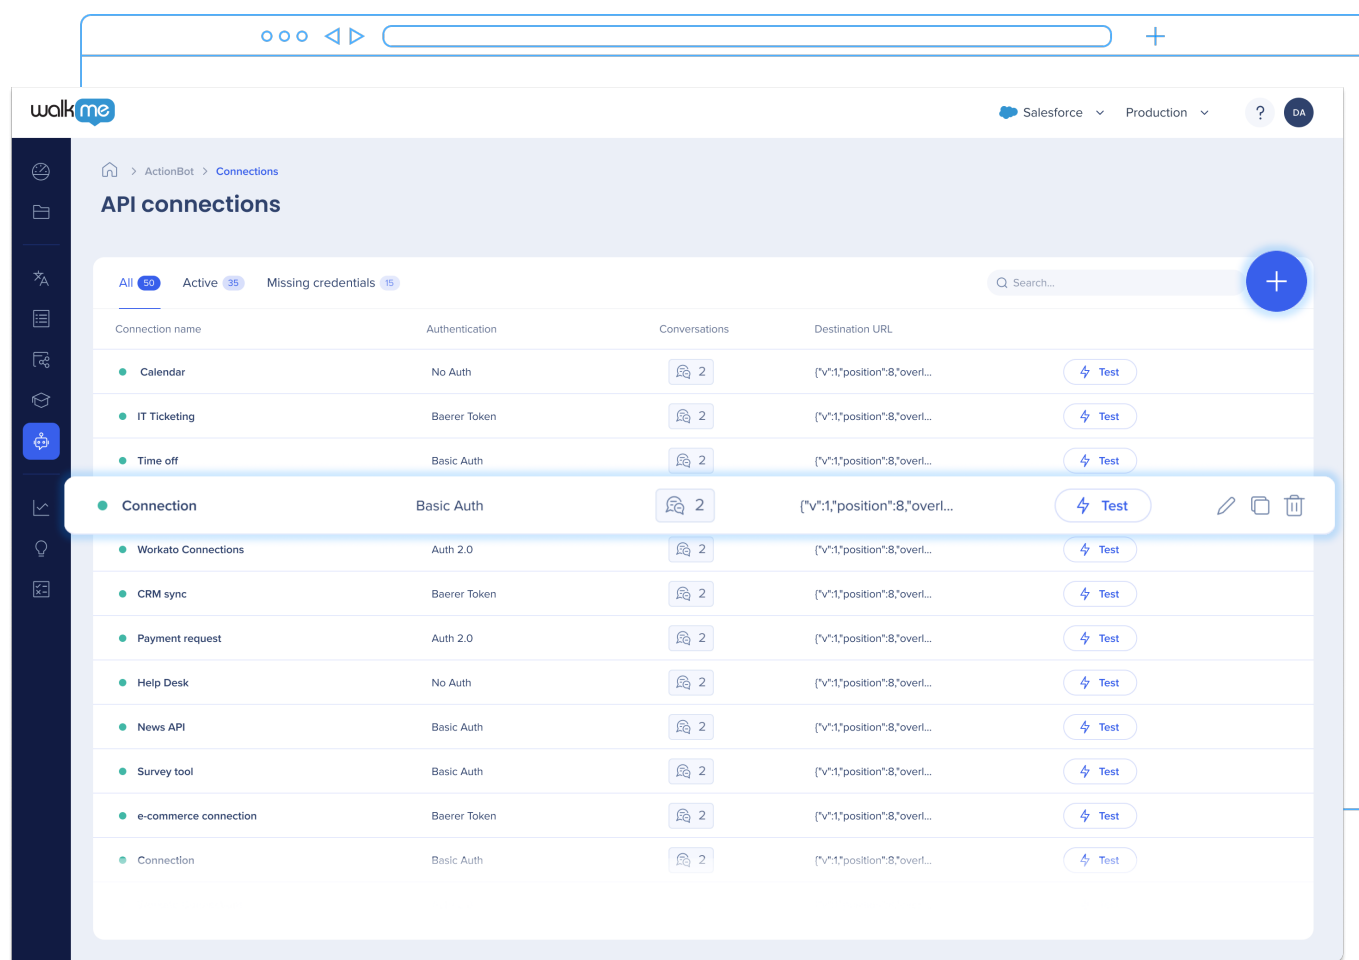 walkme
Salesforce Production ? DA
ActionBot > Connections
API connections
All 50 Active 35 Missing credentials 15 Search...
Connection name Authentication Conversations Destination URL
Calendar No Auth 2 {"v":1,"position":8,"overl... Test
IT Ticketing Baerer Token 2 {"v":1,"position":8,"overl... Test
Time off Basic Auth 2 {"v":1,"position":8,"overl... Test
Connection Basic Auth 2 {"v":1,"position":8,"overl... Test
Workato Connections Auth 2.0 2 {"v":1,"position":8,"overl... Test
CRM sync Baerer Token 2 {"v":1,"position":8,"overl... Test
Payment request Auth 2.0 2 {"v":1,"position":8,"overl... Test
Help Desk No Auth 2 {"v":1,"position":8,"overl... Test
News API Basic Auth 2 {"v":1,"position":8,"overl... Test
Survey tool Basic Auth 2 {"v":1,"position":8,"overl... Test
e-commerce connection Baerer Token 2 {"v":1,"position":8,"overl... Test
Connection Basic Auth 2 {"v":1,"position":8,"overl... Test